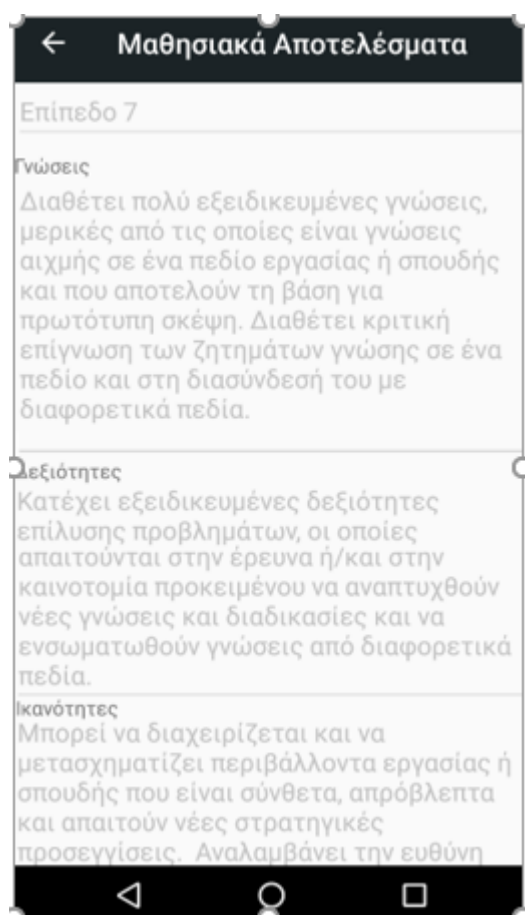 Μαθησιακά Αποτελέσματα
Επίπεδο 7
Γνώσεις
Διαθέτει πολύ εξειδικευμένες γνώσεις,
μερικές από τις οποίες είναι γνώσεις
αιχμής σε ένα πεδίο εργασίας ή σπουδής
και που αποτελούν τη βάση για
πρωτότυπη σκέψη. Διαθέτει κριτική
επίγνωση των ζητημάτων γνώσης σε ένα
πεδίο και στη διασύνδεσή του με
διαφορετικά πεδία.
Δεξιότητες
Κατέχει εξειδικευμένες δεξιότητες
επίλυσης προβλημάτων, οι οποίες
απαιτούνται στην έρευνα ή/και στην
καινοτομία προκειμένου να αναπτυχθούν
νέες γνώσεις και διαδικασίες και να
ενσωματωθούν γνώσεις από διαφορετικά
πεδία.
Ικανότητες
Μπορεί να διαχειρίζεται και να
μετασχηματίζει περιβάλλοντα εργασίας ή
σπουδής που είναι σύνθετα, απρόβλεπτα
και απαιτούν νέες στρατηγικές
προσεγγίσεις. Αναλαμβάνει την ευθύνη